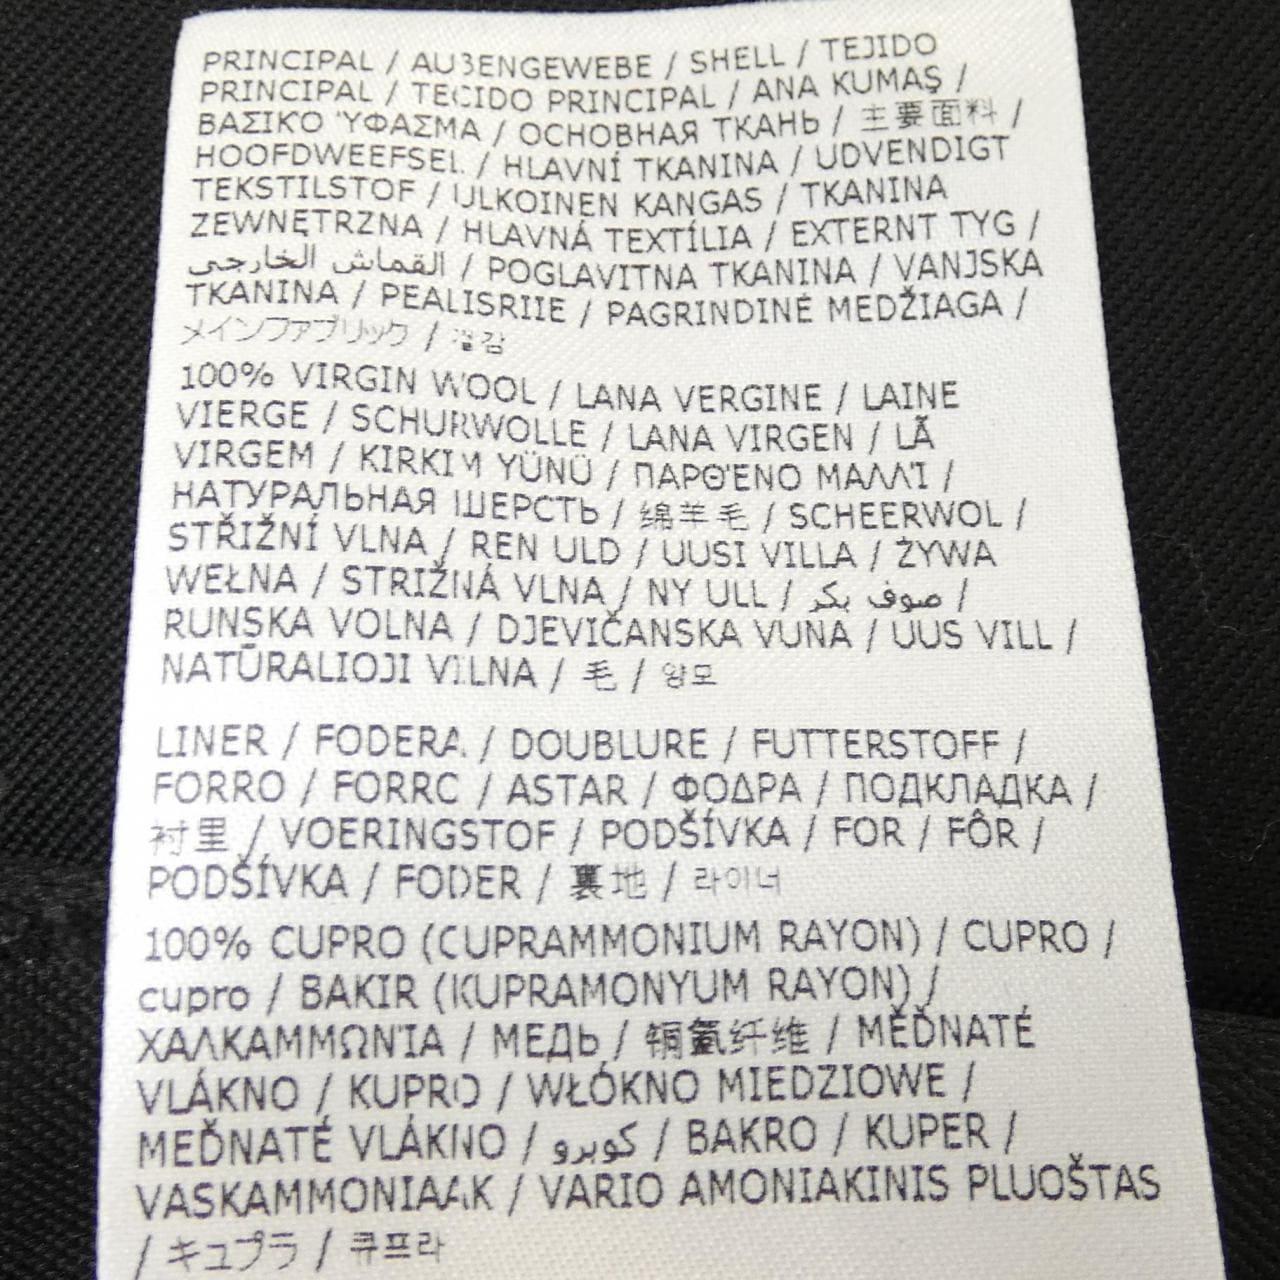 PRINCIPAL / AUßENGEWEBE / SHELL / TEJIDO
PRINCIPAL / TECIDO PRINCIPAL / ANA KUMAŞ /
ΒΑΣΙΚΟ ΎΦΑΣΜΑ / ОСНОВНАЯ ТКАНЬ / 主要面料 /
HOOFDWEEFSEL / HLAVNÍ TKANINA / UDVENDIGT
TEKSTILSTOF / ULKOINEN KANGAS / TKANINA
ZEWNĘTRZNA / HLAVNÁ TEXTÍLIA / EXTERNT TYG /
القماش الخارجي / POGLAVITNA TKANINA / VANJSKA
TKANINA / PEALISRIIE / PAGRINDINĖ MEDŽIAGA /
メインファブリック / 겉감
100% VIRGIN WOOL / LANA VERGINE / LAINE
VIERGE / SCHURWOLLE / LANA VIRGEN / LÃ
VIRGEM / KIRKIM YÜNÜ / ΠΑΡΘΈΝΟ ΜΑΛΛΊ /
НАТУРАЛЬНАЯ ШЕРСТЬ / 绵羊毛 / SCHEERWOL /
STŘIŽNÍ VLNA / REN ULD / UUSI VILLA / ŻYWA
WEŁNA / STRIŽNÁ VLNA / NY ULL / صوف بكر /
RUNSKA VOLNA / DJEVIČANSKA VUNA / UUS VILL /
NATŪRALIOJI VILNA / 毛 / 양모
LINER / FODERA / DOUBLURE / FUTTERSTOFF /
FORRO / FORRO / ASTAR / ΦΟΔΡΑ / ПОДКЛАДКА /
衬里 / VOERINGSTOF / PODŠÍVKA / FOR / FÔR /
PODŠÍVKA / FODER / 裏地 / 라이너
100% CUPRO (CUPRAMMONIUM RAYON) / CUPRO /
cupro / BAKIR (KUPRAMONYUM RAYON) /
ΧΑΛΚΑΜΜΩΝΊΑ / МЕДЬ / 铜氨纤维 / MĚĎNATÉ
VLÁKNO / KUPRO / WŁÓKNO MIEDZIOWE /
MEĎNATÉ VLÁKNO / كوبرو / BAKRO / KUPER /
VASKAMMONIAAK / VARIO AMONIAKINIS PLUOŠTAS
/ キュプラ / 큐프라